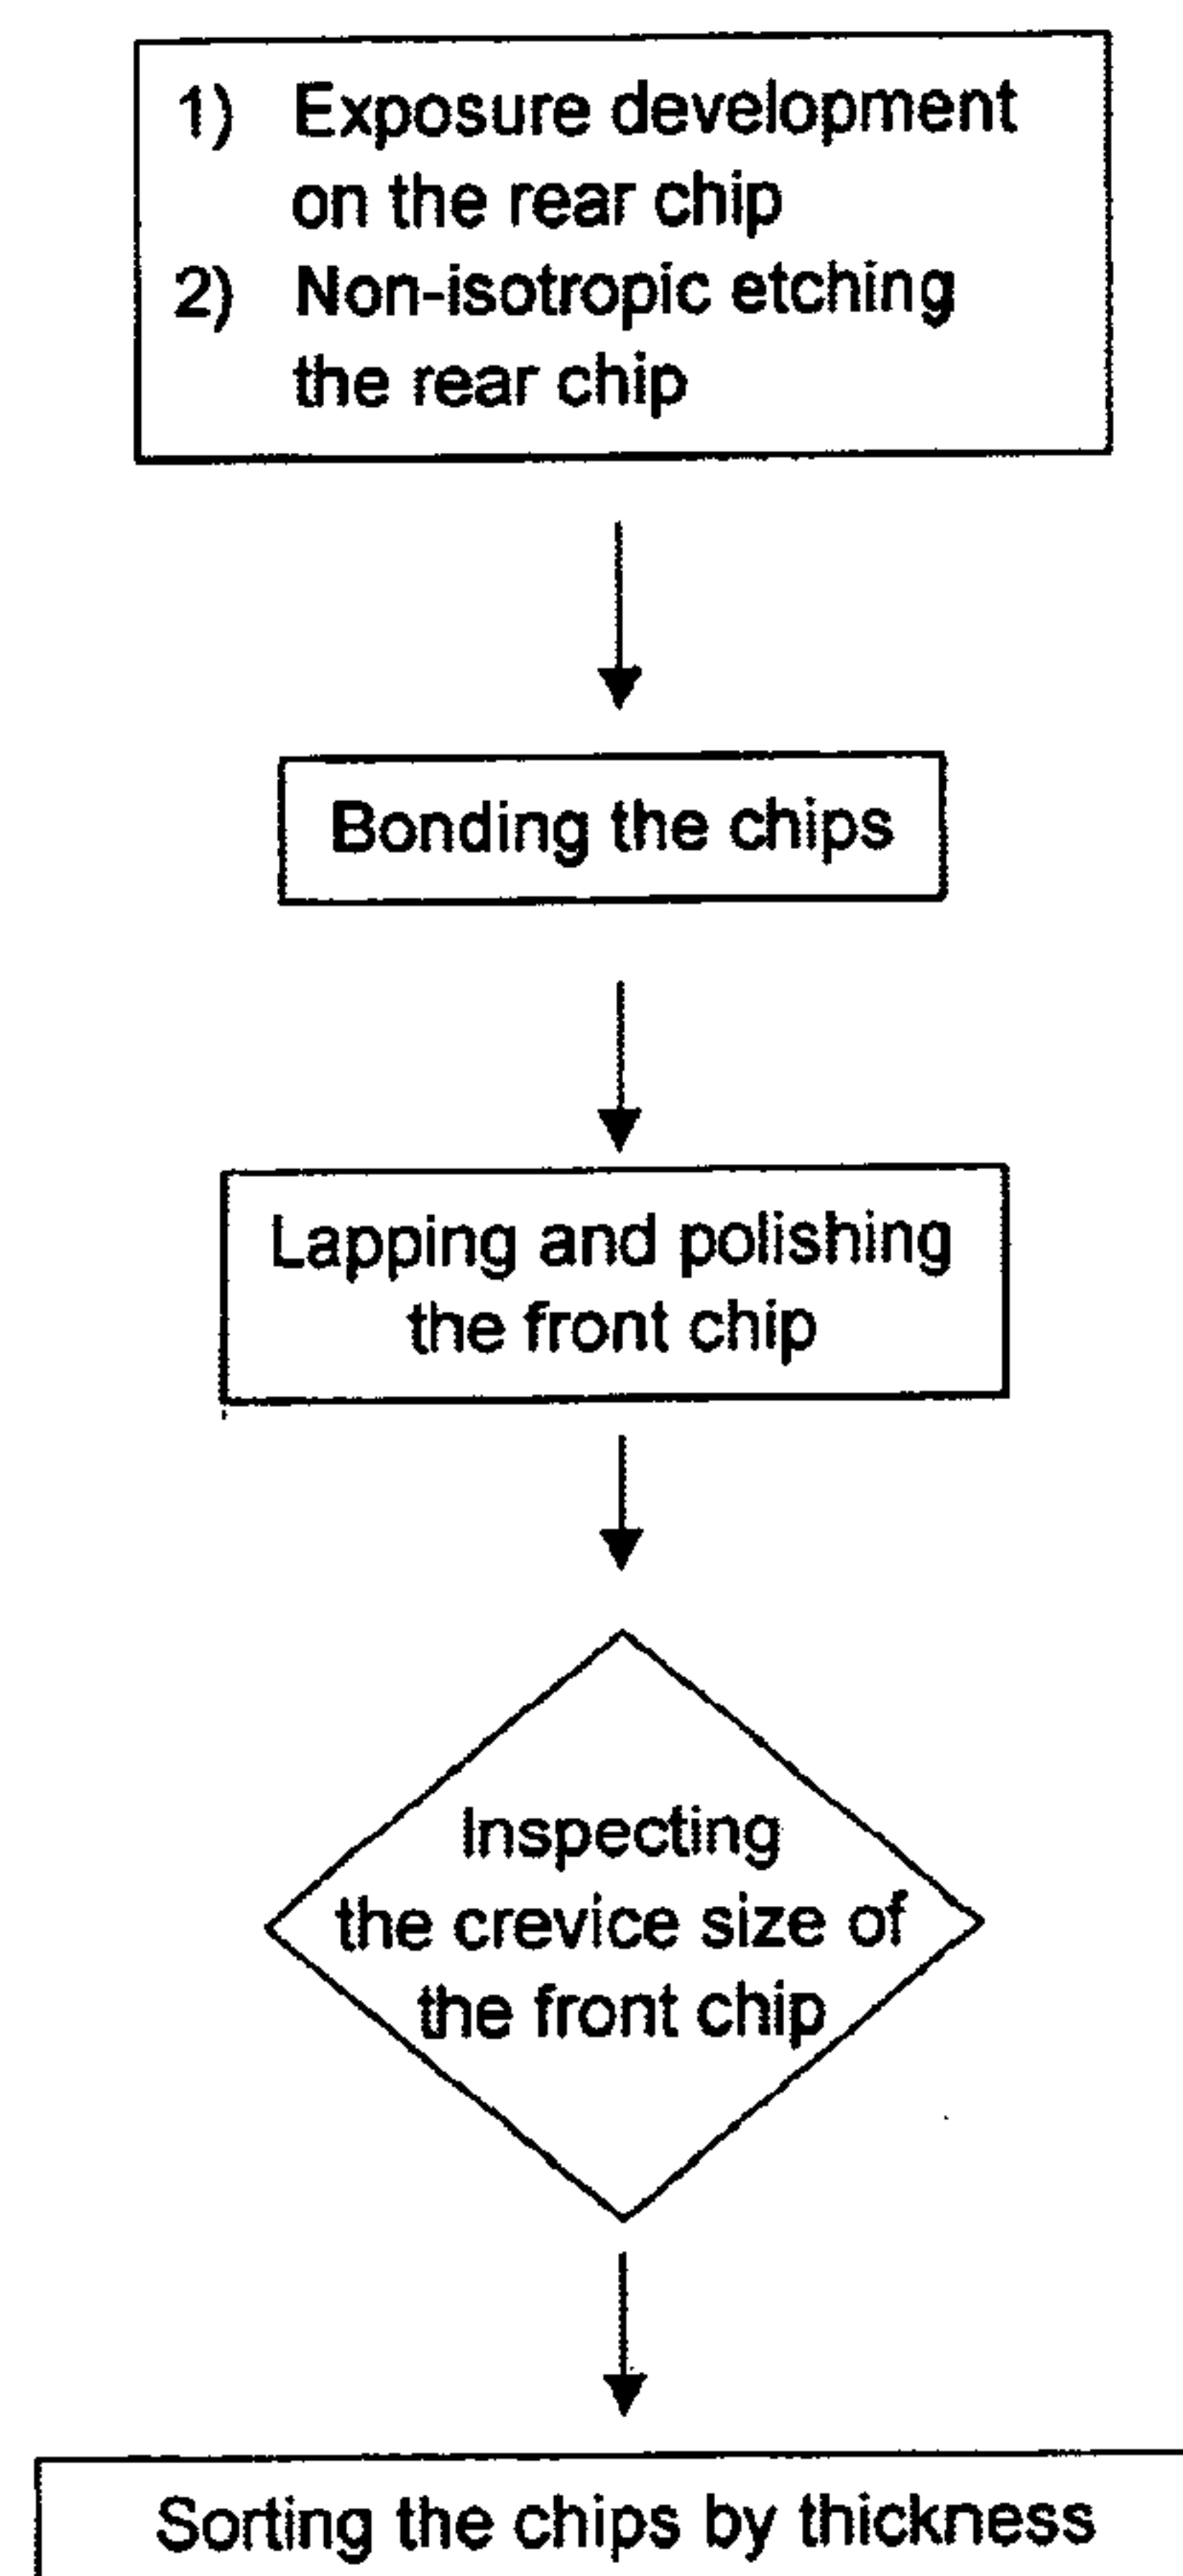 1) Exposure development
on the rear chip
2) Non-isotropic etching
the rear chip
Bonding the chips
Lapping and polishing
the front chip
Inspecting
the crevice size of
the front chip
Sorting the chips by thickness